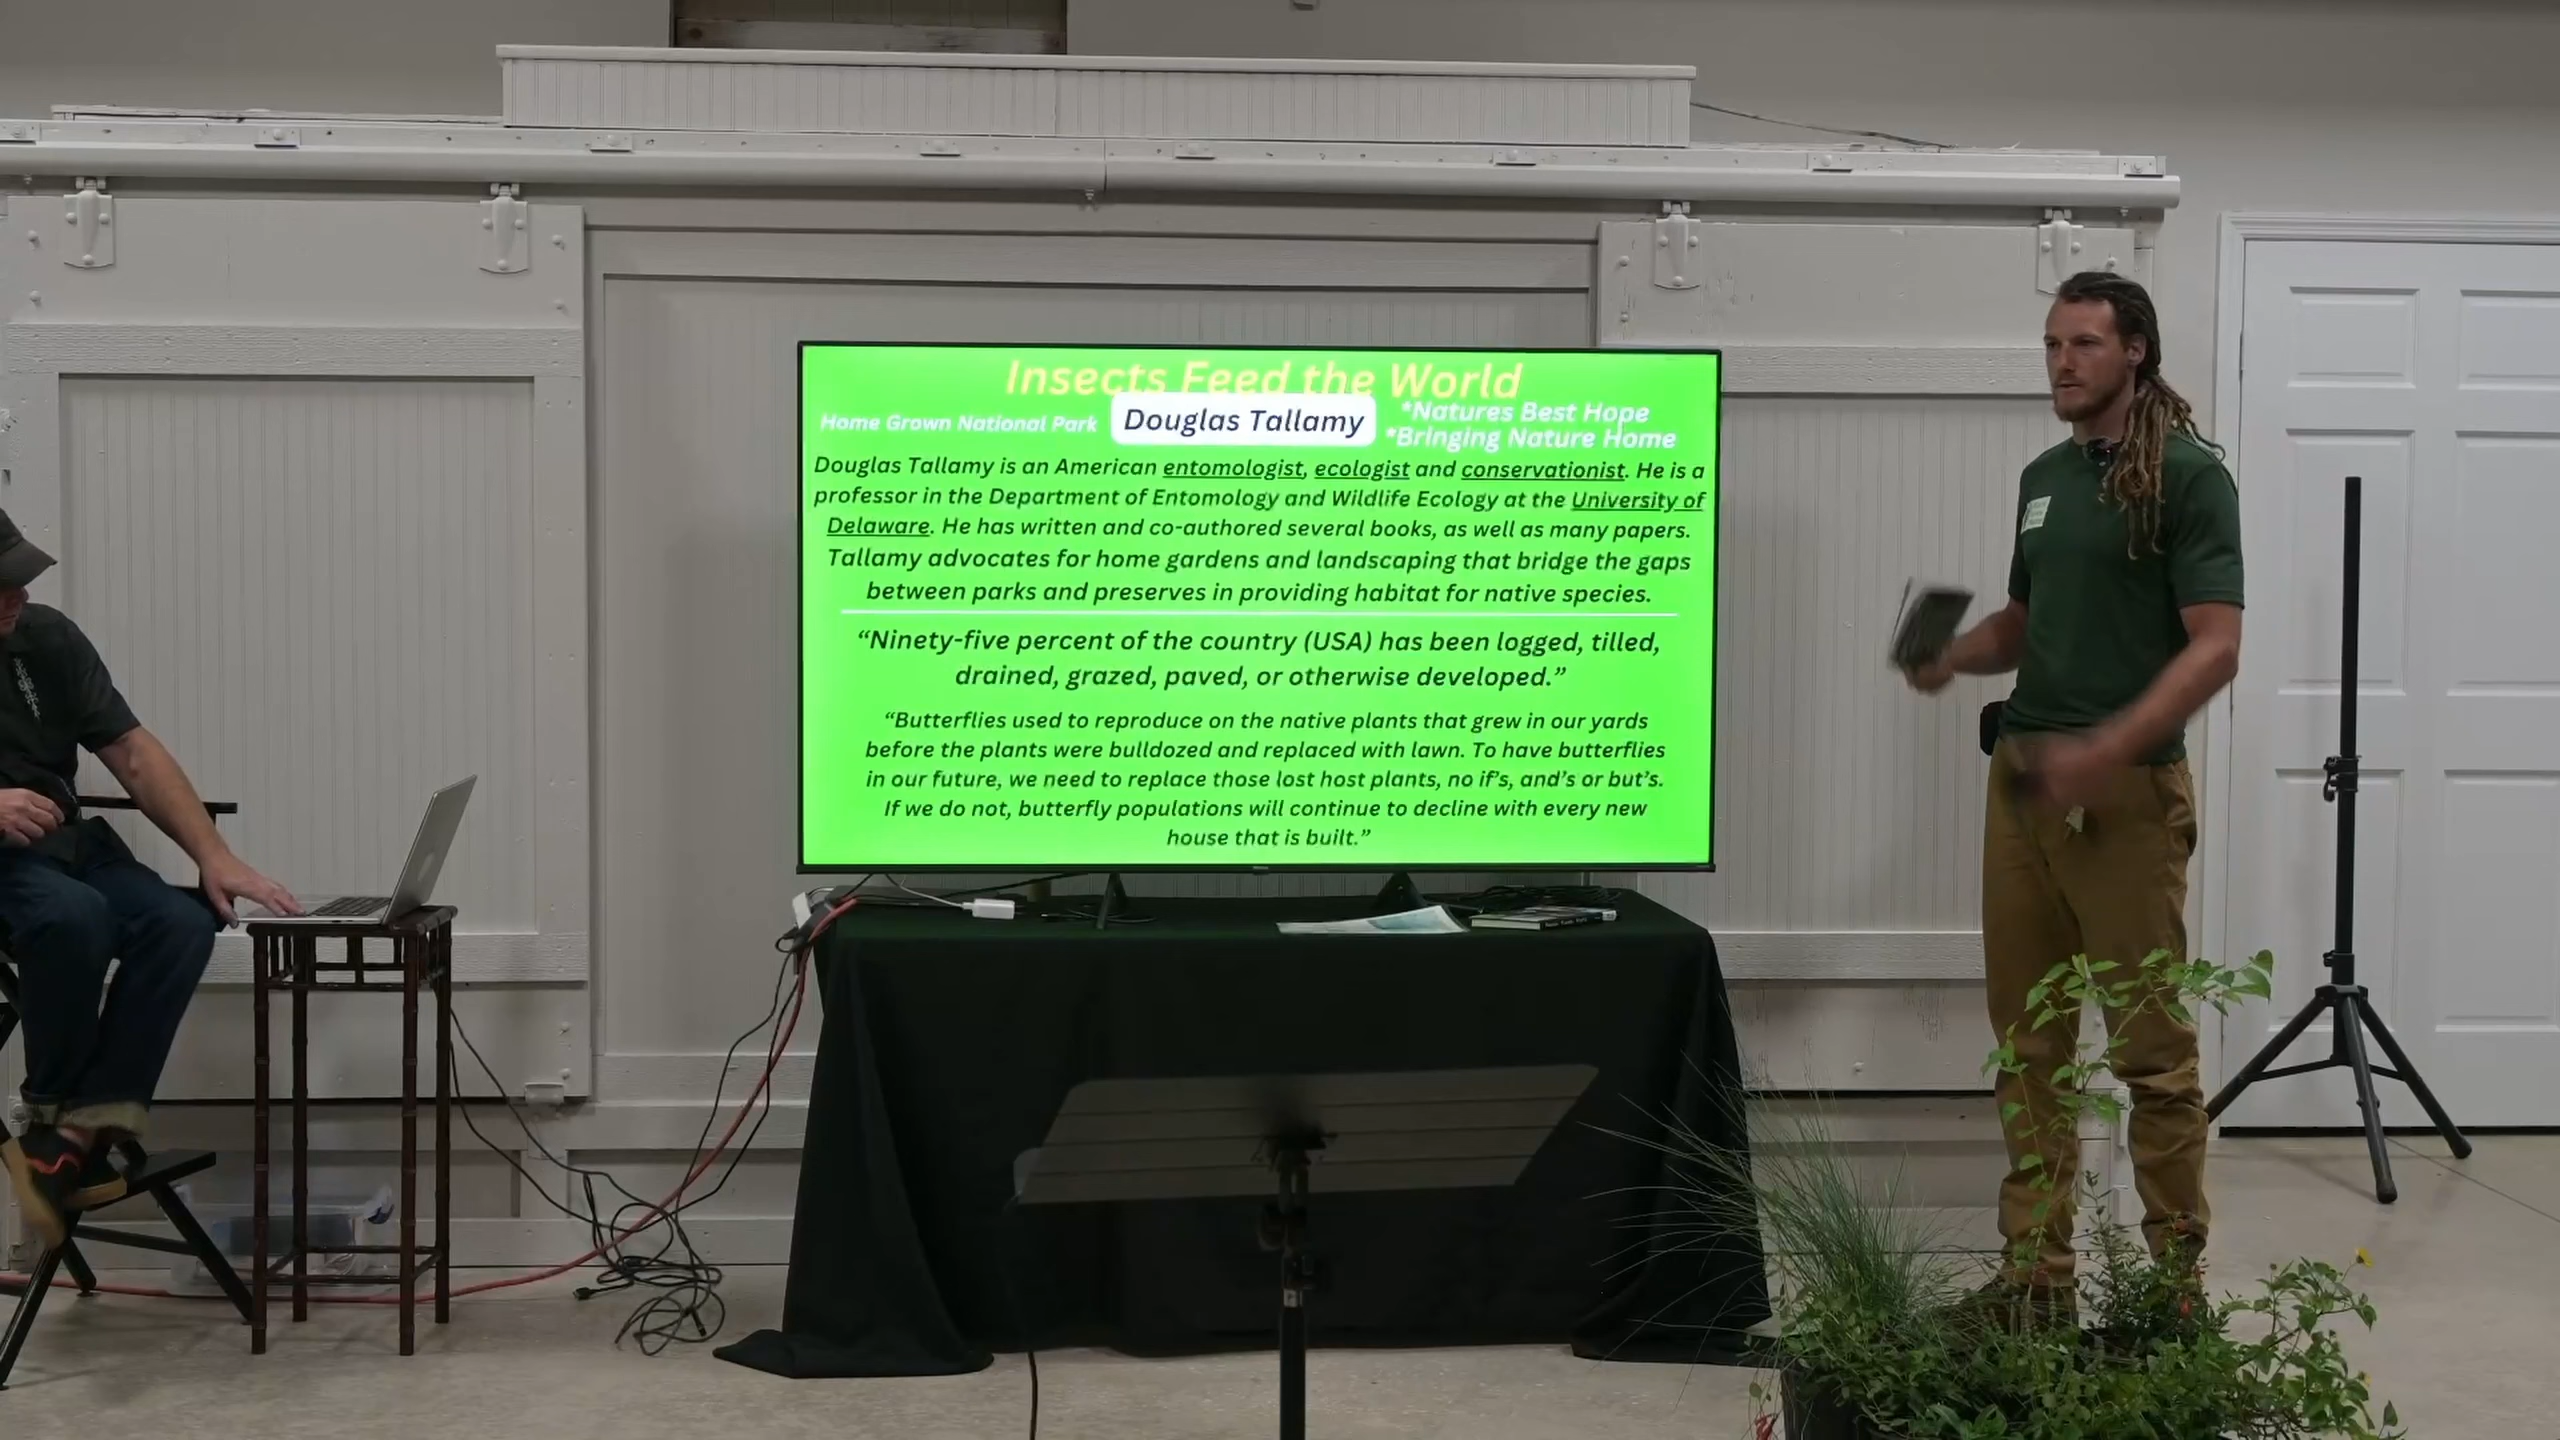 Insects Feed the World
Home Grown National Park
Douglas Tallamy
*Natures Best Hope
*Bringing Nature Home
Douglas Tallamy is an American entomologist, ecologist and conservationist. He is a
professor in the Department of Entomology and Wildlife Ecology at the University of
Delaware. He has written and co-authored several books, as well as many papers.
Tallamy advocates for home gardens and landscaping that bridge the gaps
between parks and preserves in providing habitat for native species.
“Ninety-five percent of the country (USA) has been logged, tilled,
drained, grazed, paved, or otherwise developed.”
“Butterflies used to reproduce on the native plants that grew in our yards
before the plants were bulldozed and replaced with lawn. To have butterflies
in our future, we need to replace those lost host plants, no if's, and's or but's.
If we do not, butterfly populations will continue to decline with every new
house that is built.”